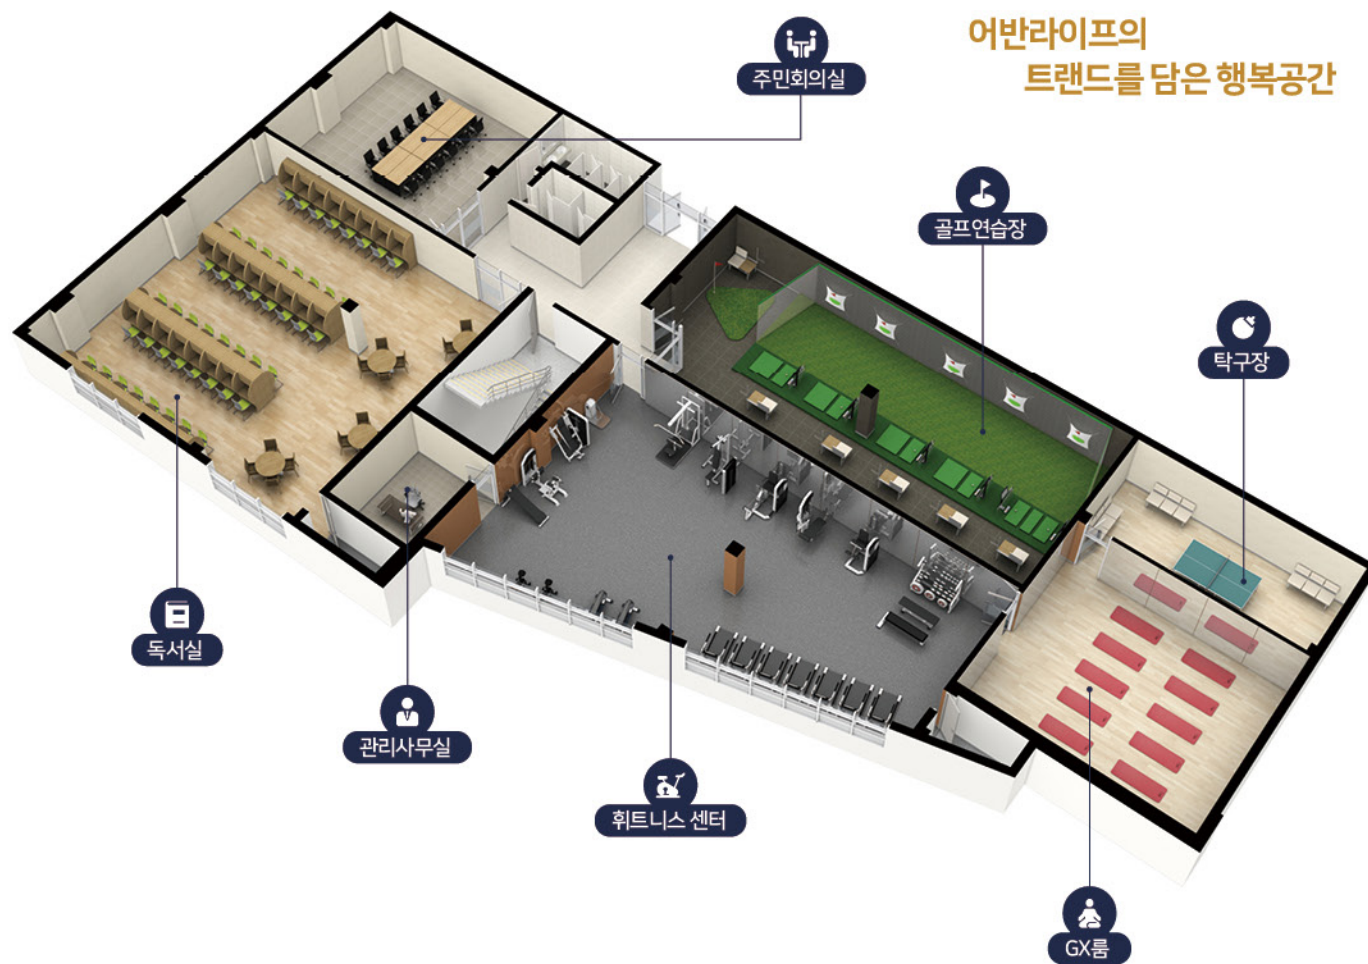 어반라이프의
트랜드를 담은 행복공간
주민회의실
골프연습장
탁구장
독서실
관리사무실
휘트니스 센터
GX룸